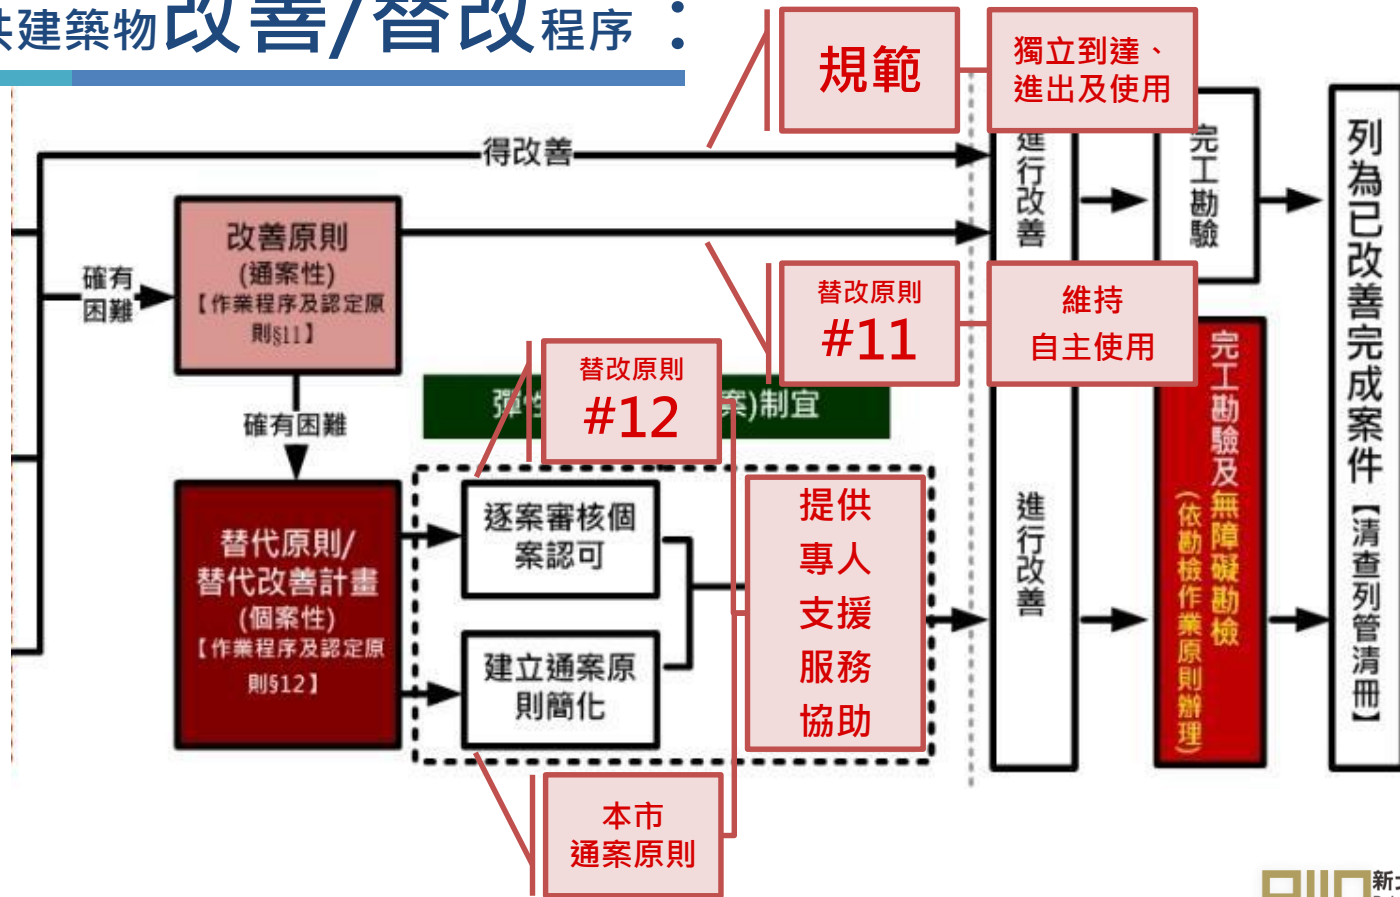 共建築物改善/替改程序：
規範
獨立到達、
進出及使用
得改善
進行改善
完工勘驗
列為已改善完成案件【清查列管清冊】
改善原則
(通案性)
【作業程序及認定原
則§11】
確有
困難
替改原則
#11
維持
自主使用
確有困難
替改原則
#12
彈性
案)制宜
替代原則/
替代改善計畫
(個案性)
【作業程序及認定原
則§12】
逐案審核個
案認可
建立通案原
則簡化
提供
專人
支援
服務
協助
進行改善
完工勘驗及無障礙勘檢
(依勘檢作業原則辦理)
本市
通案原則